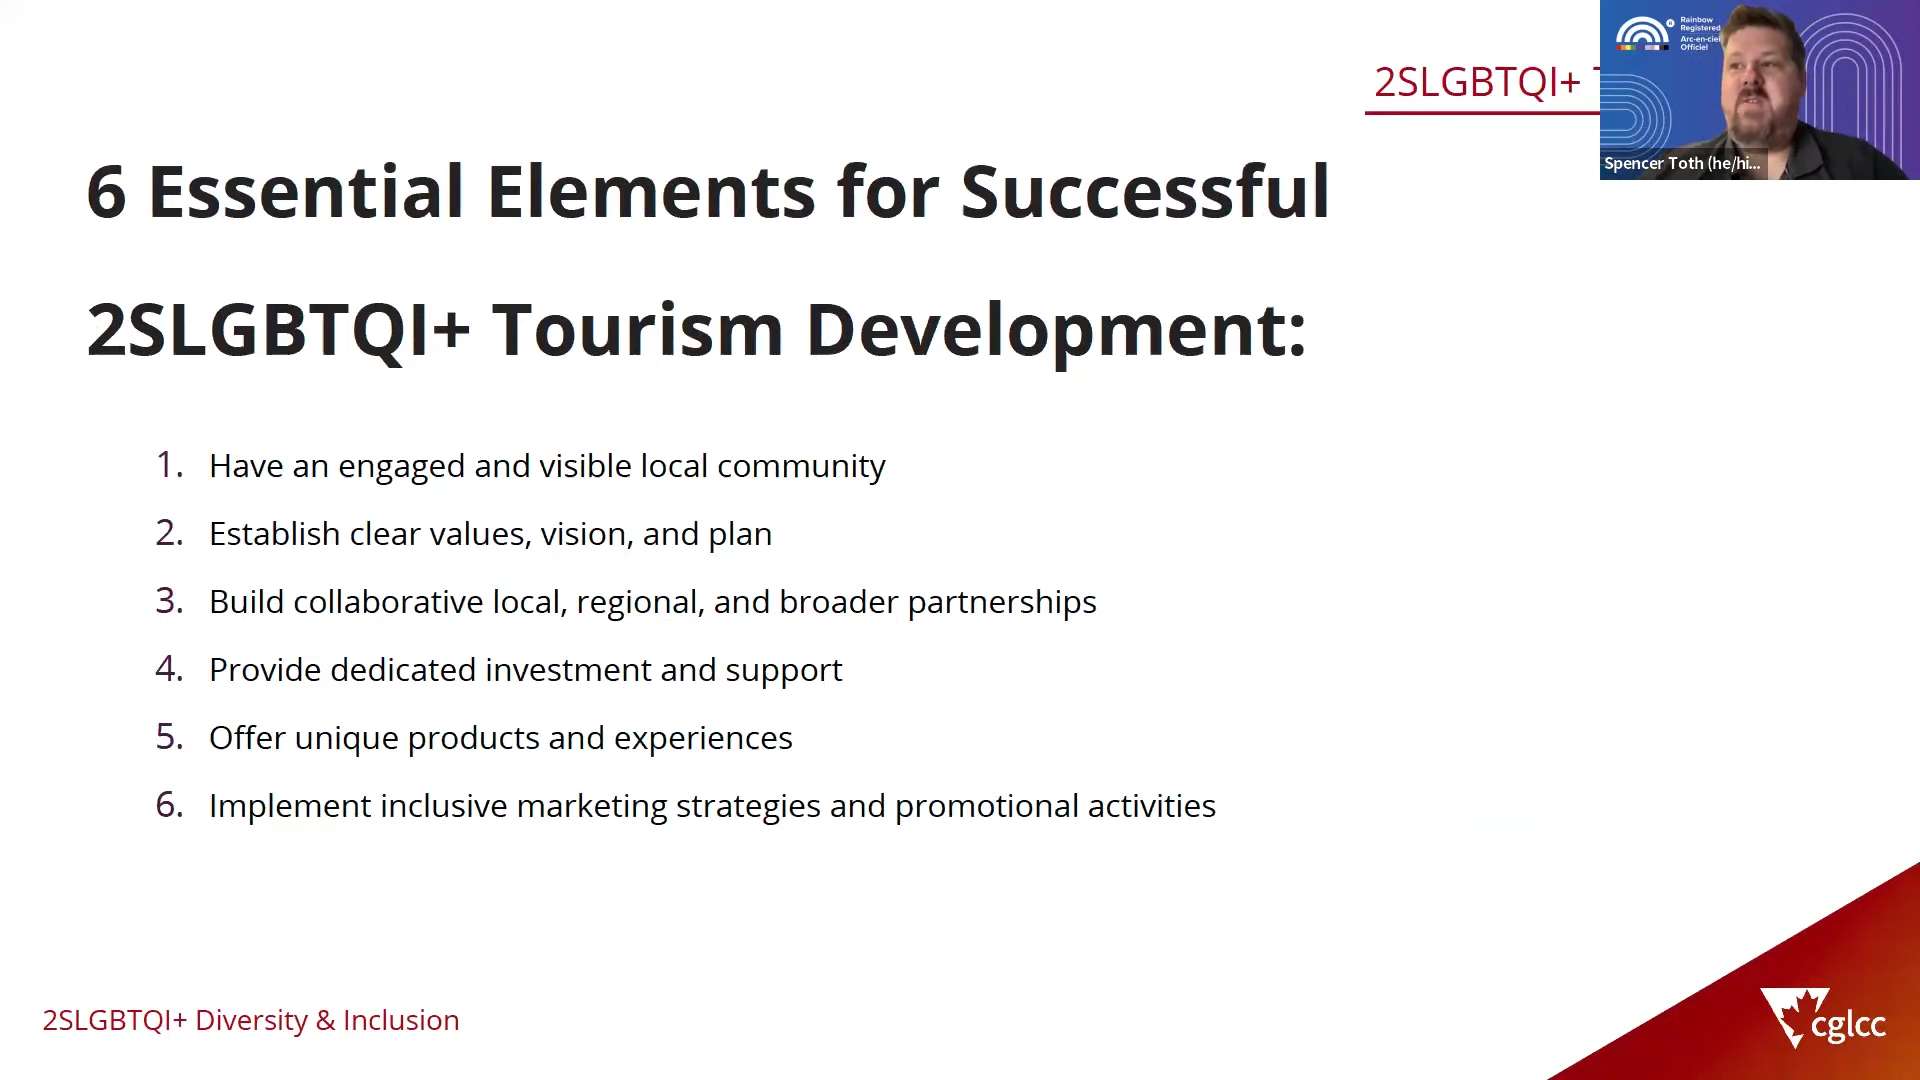 2SLGBTQI+
Rainbow
Registered
Arc-en-ciel
Officiel
Spencer Toth (he/hi...
6 Essential Elements for Successful
2SLGBTQI+ Tourism Development:
1. Have an engaged and visible local community
2. Establish clear values, vision, and plan
3. Build collaborative local, regional, and broader partnerships
4. Provide dedicated investment and support
5. Offer unique products and experiences
6. Implement inclusive marketing strategies and promotional activities
2SLGBTQI+ Diversity & Inclusion
cglcc